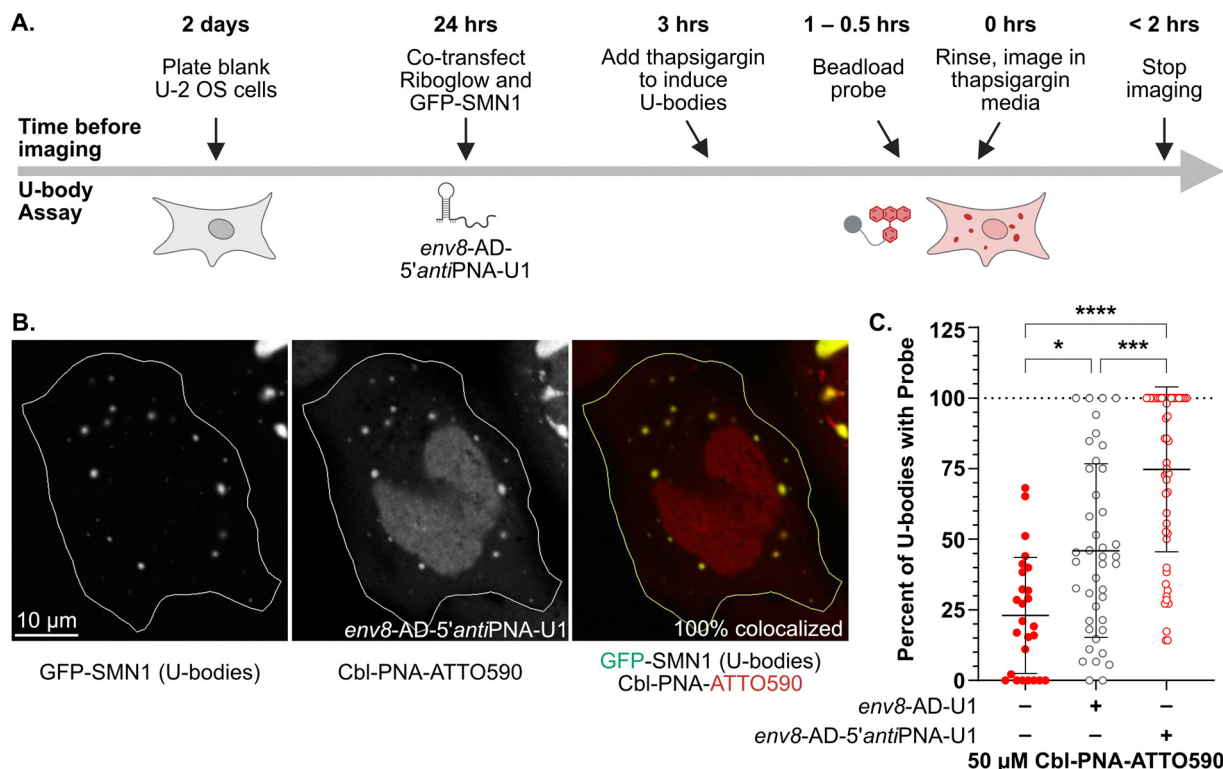 A.
2 days
24 hrs
3 hrs
1 – 0.5 hrs
0 hrs
< 2 hrs
Plate blank
U-2 OS cells
Co-transfect
Riboglow and
GFP-SMN1
Add thapsigargin
to induce
U-bodies
Beadload
probe
Rinse, image in
thapsigargin
media
Stop
imaging
Time before
imaging
U-body
Assay
env8-AD-
5'antiPNA-U1
B.
10 µm
env8-AD-5'antiPNA-U1
100% colocalized
GFP-SMN1 (U-bodies)
Cbl-PNA-ATTO590
GFP-SMN1 (U-bodies)
Cbl-PNA-ATTO590
C.
Percent of U-bodies with Probe
125
100
75
50
25
0
****
*
***
env8-AD-U1 – + –
env8-AD-5'antiPNA-U1 – – +
50 µM Cbl-PNA-ATTO590